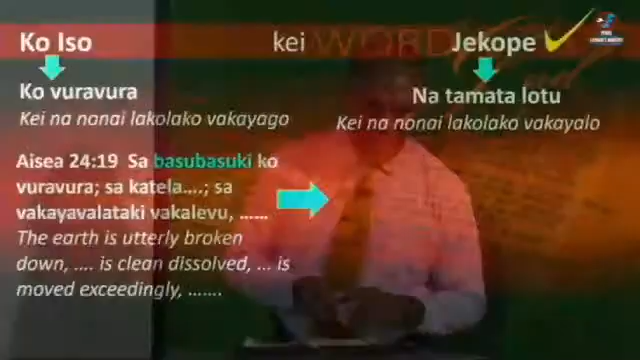 Ko Iso kei WORD Jekope
Ko vuravura
Na tamata lotu
Kei na nonai lakolako vakayago
Kei na nonai lakolako vakayalo
Aisea 24:19 Sa basubasuki ko
vuravura; sa katela....; sa
vakayavalataki vakalevu, ......
The earth is utterly broken
down, .... is clean dissolved, ... is
moved exceedingly, .......